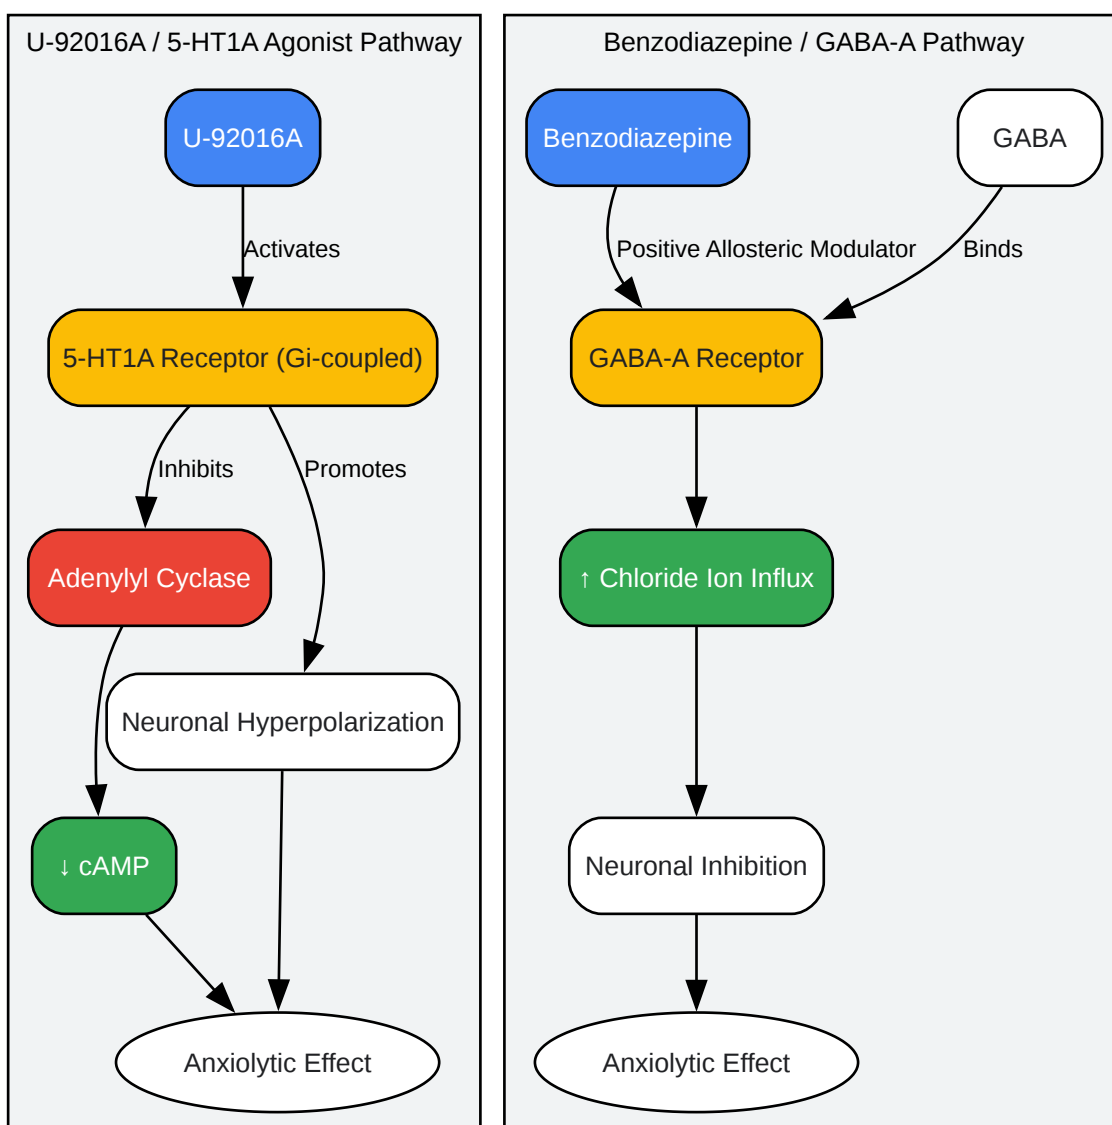 U-92016A / 5-HT1A Agonist Pathway
U-92016A
Activates
5-HT1A Receptor (Gi-coupled)
Inhibits
Promotes
Adenylyl Cyclase
Neuronal Hyperpolarization
↓ cAMP
Anxiolytic Effect
Benzodiazepine / GABA-A Pathway
Benzodiazepine
GABA
Positive Allosteric Modulator
Binds
GABA-A Receptor
↑ Chloride Ion Influx
Neuronal Inhibition
Anxiolytic Effect